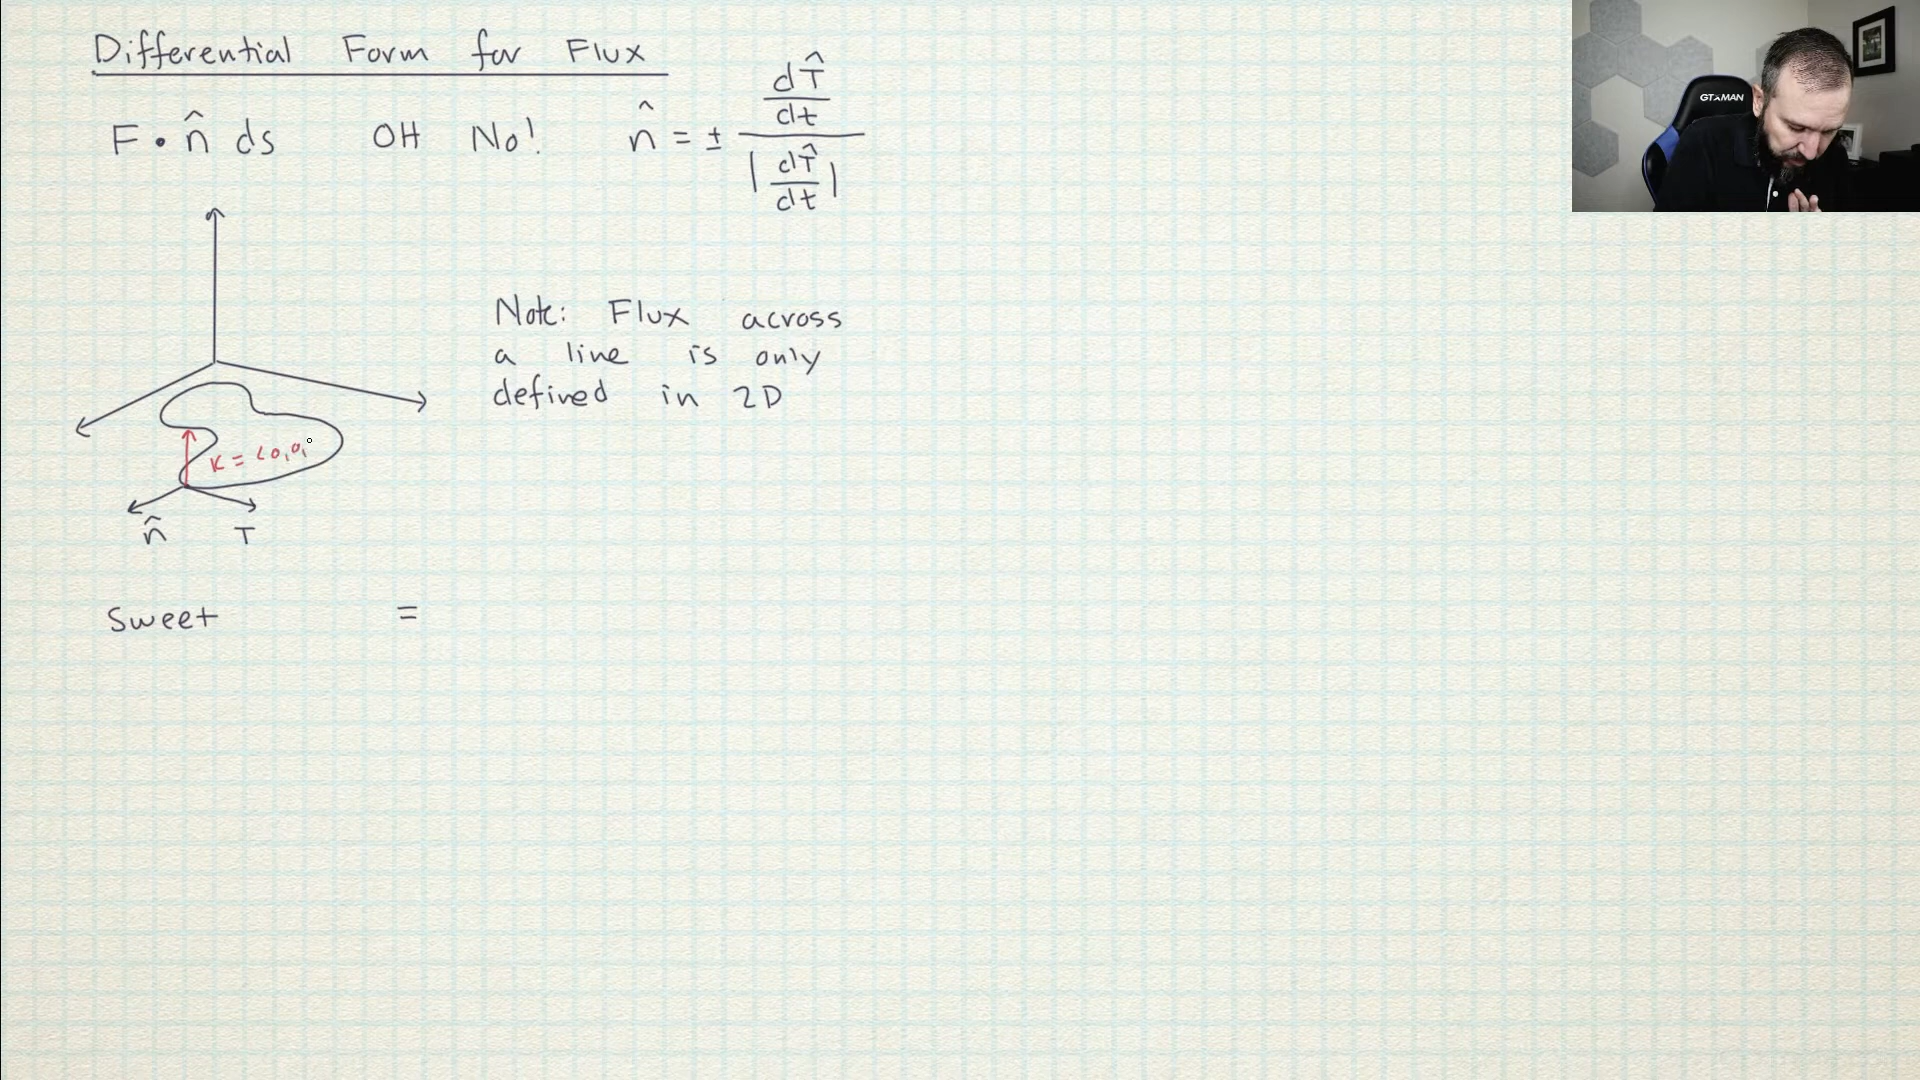 Differential Form for Flux
F • n̂ ds OH No! n̂ = ± dT̂/dt / |dT̂/dt|
GTXMAN
Note: Flux across
a line is only
defined in 2D
K = <0,0,
n̂ T
Sweet =